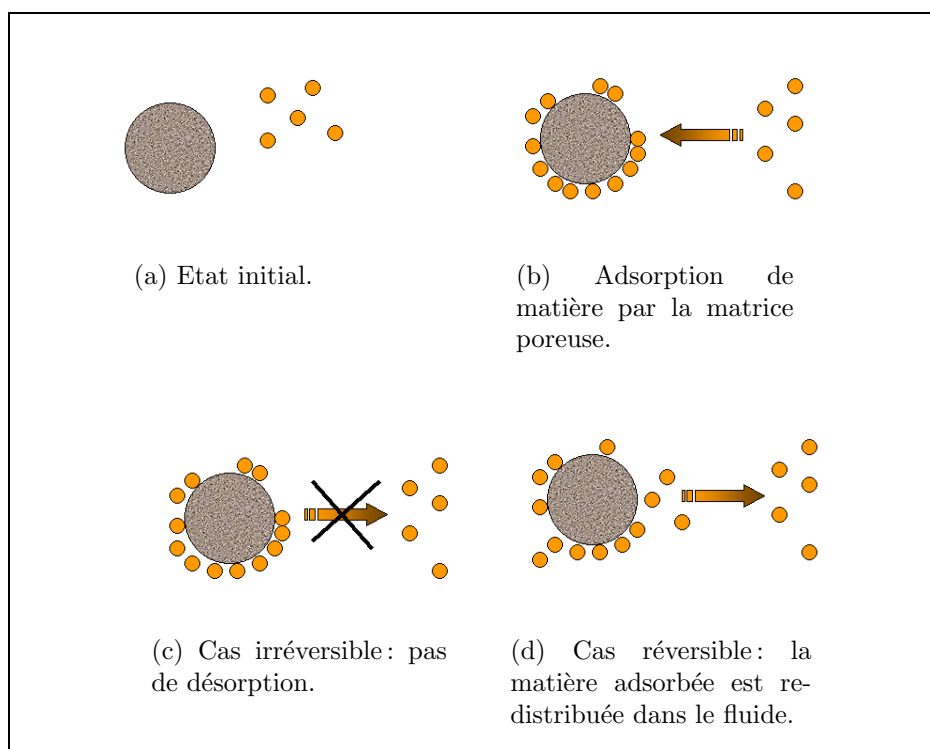 (a) Etat initial.
(b) Adsorption de
matière par la matrice
poreuse.
(c) Cas irréversible : pas
de désorption.
(d) Cas réversible : la
matière adsorbée est re-
distribuée dans le fluide.